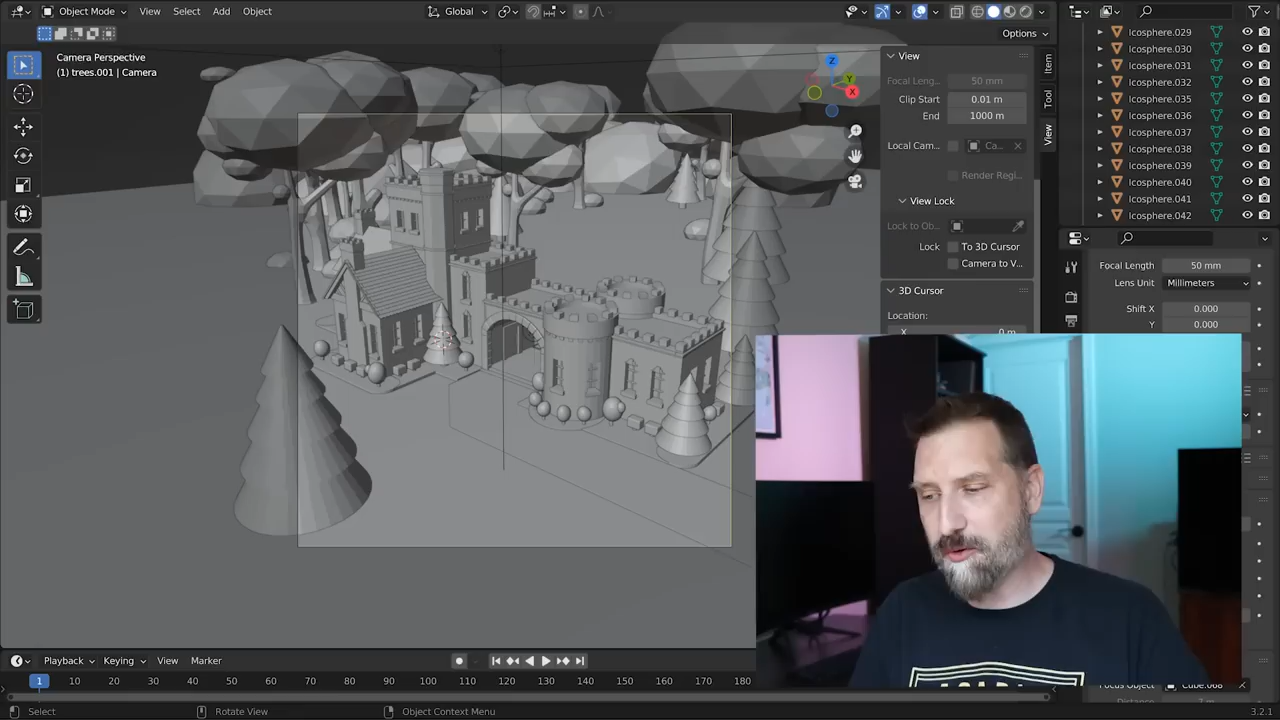 Object Mode View Select Add Object Global
Options
Camera Perspective
(1) trees.001 | Camera
View
Focal Leng... 50 mm
Clip Start 0.01 m
End 1000 m
Local Cam... Ca...
Render Regi...
View Lock
Lock to Ob...
Lock To 3D Cursor
Camera to V...
3D Cursor
Location:
X 0 m
Item
Tool
View
Z
Y
X
Icosphere.029
Icosphere.030
Icosphere.031
Icosphere.032
Icosphere.035
Icosphere.036
Icosphere.037
Icosphere.038
Icosphere.039
Icosphere.040
Icosphere.041
Icosphere.042
Focal Length 50 mm
Lens Unit Millimeters
Shift X 0.000
Y 0.000
Playback Keying View Marker
1 10 20 30 40 50 60 70 80 90 100 110 120 130 140 150 160 170 180
Select Rotate View Object Context Menu
3.2.1